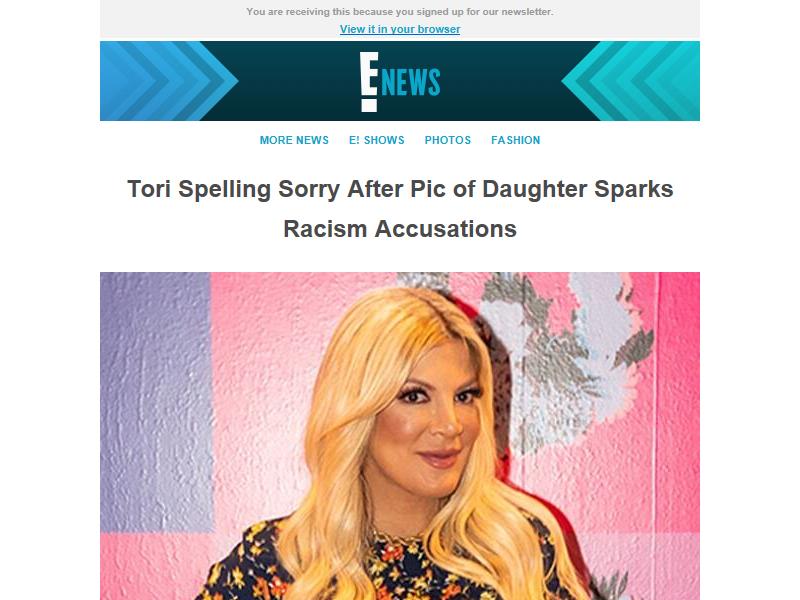 You are receiving this because you signed up for our newsletter.
View it in your browser
E! NEWS
MORE NEWS E! SHOWS PHOTOS FASHION
Tori Spelling Sorry After Pic of Daughter Sparks
Racism Accusations